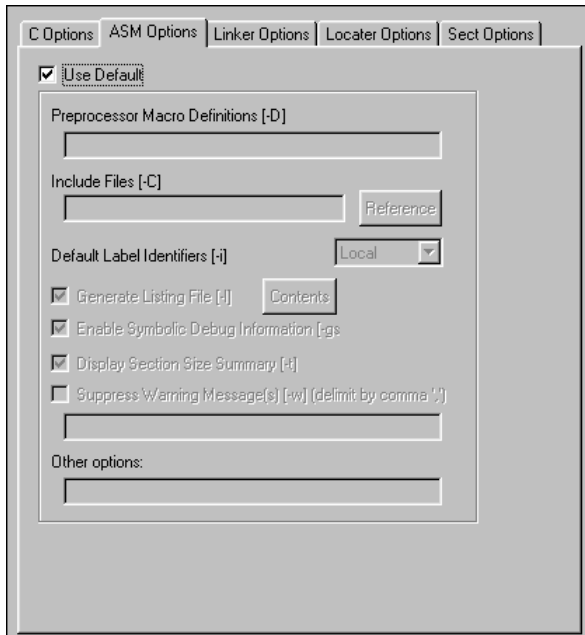 C Options ASM Options Linker Options Locater Options Sect Options
Use Default
Preprocessor Macro Definitions [-D]
Include Files [-C]
Reference
Default Label Identifiers [-i] Local
Generate Listing File [-l] Contents
Enable Symbolic Debug Information [-gs
Display Section Size Summary [-t]
Suppress Warning Message(s) [-w] (delimit by comma ',')
Other options: